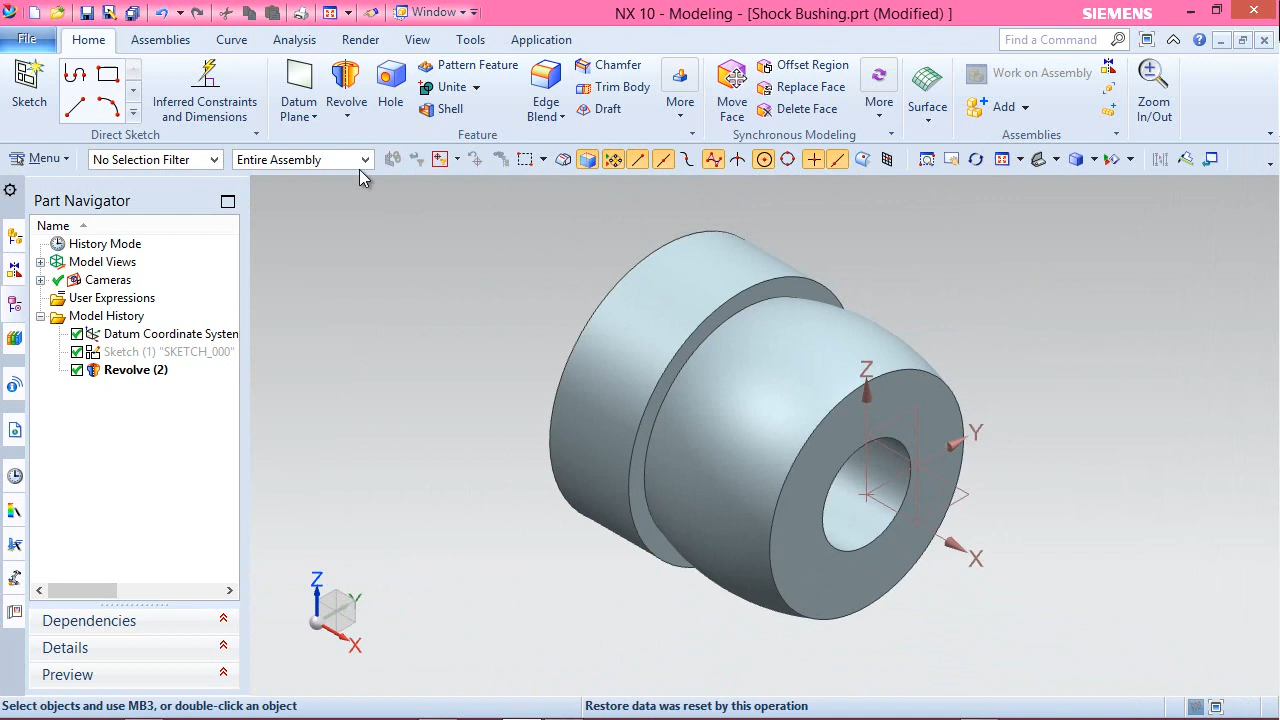 NX 10 - Modeling - [Shock Bushing.prt (Modified) ]
SIEMENS
Window
File
Home
Assemblies
Curve
Analysis
Render
View
Tools
Application
Find a Command
Sketch
Inferred Constraints
and Dimensions
Direct Sketch
Datum
Plane
Revolve
Hole
Pattern Feature
Unite
Shell
Edge
Blend
Chamfer
Trim Body
Draft
More
Feature
Move
Face
Offset Region
Replace Face
Delete Face
More
Synchronous Modeling
Surface
Work on Assembly
Add
Assemblies
Zoom
In/Out
Menu
No Selection Filter
Entire Assembly
Part Navigator
Name
History Mode
Model Views
Cameras
User Expressions
Model History
Datum Coordinate System
Sketch (1) "SKETCH_000"
Revolve (2)
Dependencies
Details
Preview
Z
Y
X
Z
Y
X
Select objects and use MB3, or double-click an object
Restore data was reset by this operation